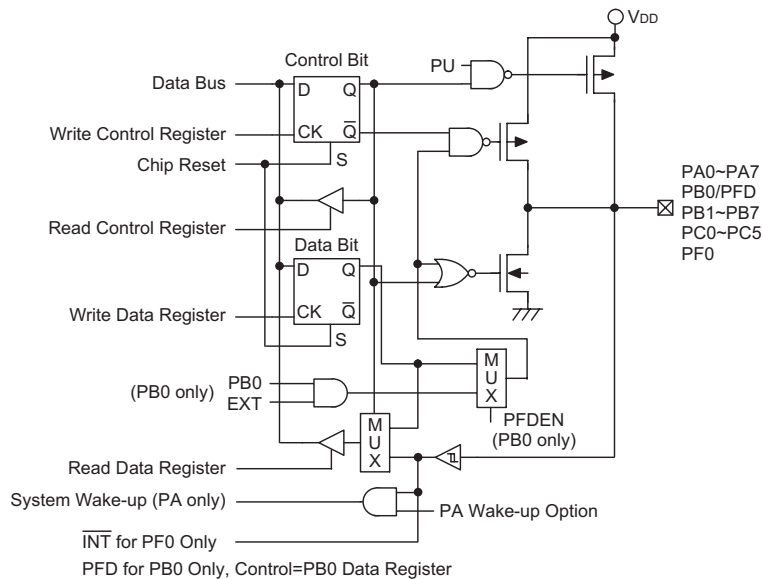 VDD
Control Bit
PU
Data Bus
D Q
Write Control Register
CK Q
Chip Reset
S
PA0~PA7
PB0/PFD
PB1~PB7
PC0~PC5
PF0
Read Control Register
Data Bit
D Q
CK Q
Write Data Register
S
M
U
X
(PB0 only)
PB0
EXT
PFDEN
(PB0 only)
M
U
X
Read Data Register
System Wake-up (PA only)
PA Wake-up Option
INT for PF0 Only
PFD for PB0 Only, Control=PB0 Data Register